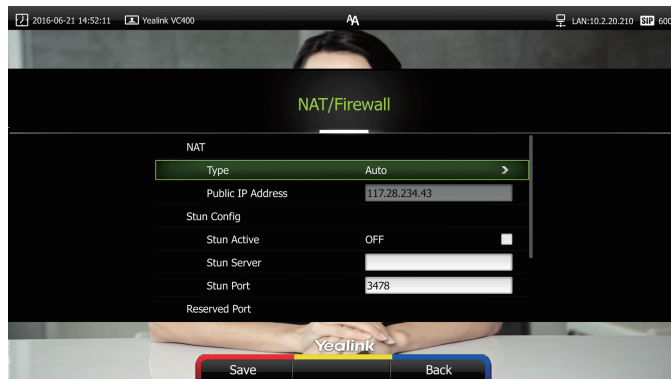 2016-06-21 14:52:11 Yealink VC400 AA LAN:10.2.20.210 SIP 600
NAT/Firewall
NAT
Type Auto
Public IP Address 117.28.234.43
Stun Config
Stun Active OFF
Stun Server
Stun Port 3478
Reserved Port
Yealink
Save Back